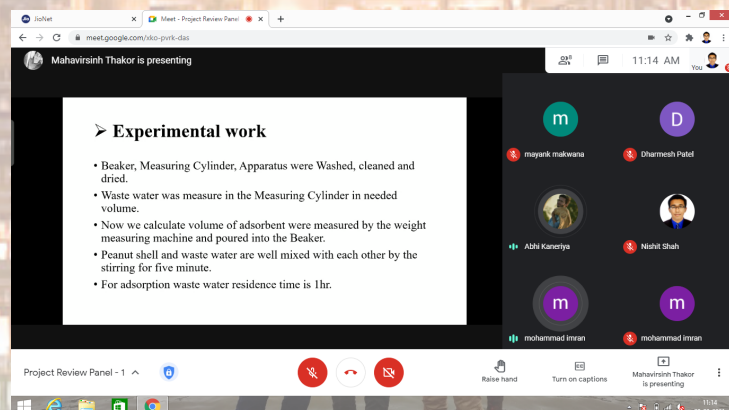 JioNet
Meet - Project Review Panel
meet.google.com/xko-pvrk-das
Mahavirsinh Thakor is presenting
11:14 AM
You
➢ Experimental work
• Beaker, Measuring Cylinder, Apparatus were Washed, cleaned and
dried.
• Waste water was measure in the Measuring Cylinder in needed
volume.
• Now we calculate volume of adsorbent were measured by the weight
measuring machine and poured into the Beaker.
• Peanut shell and waste water are well mixed with each other by the
stirring for five minute.
• For adsorption waste water residence time is 1hr.
m
D
mayank makwana
Dharmesh Patel
Abhi Kaneriya
Nishit Shah
m
m
mohammad imran
mohammad imran
Project Review Panel - 1
Raise hand
Turn on captions
Mahavirsinh Thakor
is presenting
11:14